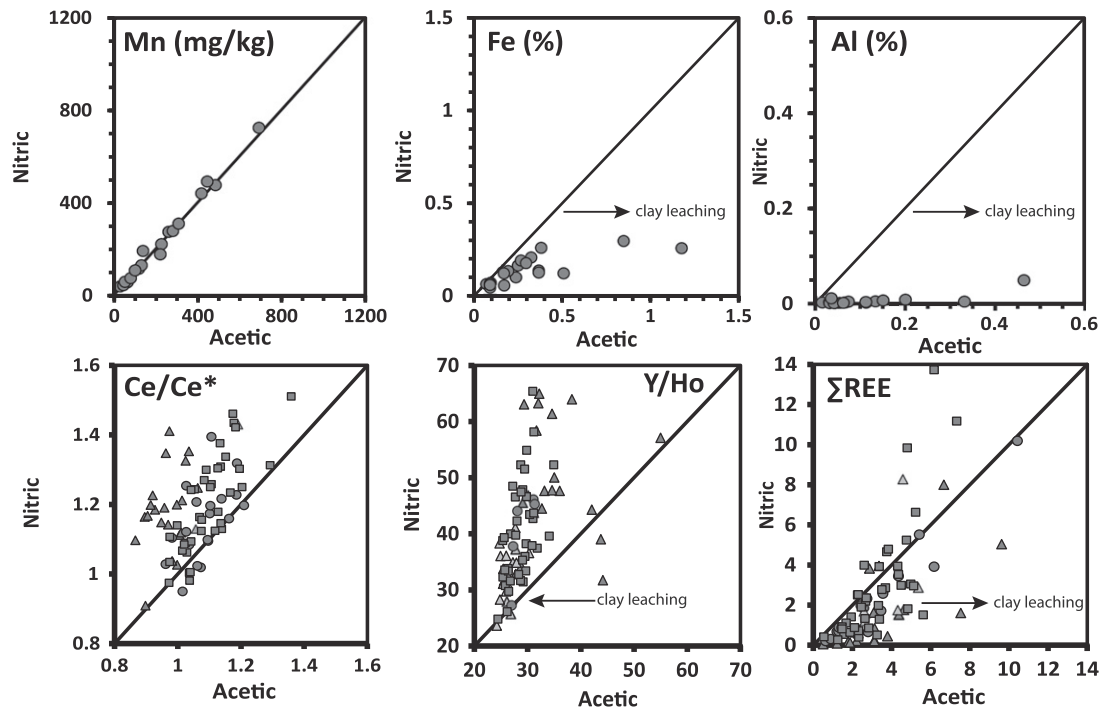 Mn (mg/kg)
Nitric
1200
800
400
0
0 400 800 1200
Acetic
Fe (%)
Nitric
1.5
1
0.5
0
clay leaching
0 0.5 1 1.5
Acetic
Al (%)
Nitric
0.6
0.4
0.2
0
clay leaching
0 0.2 0.4 0.6
Acetic
Ce/Ce*
Nitric
1.6
1.4
1.2
1
0.8
0.8 1 1.2 1.4 1.6
Acetic
Y/Ho
Nitric
70
60
50
40
30
20
clay leaching
20 30 40 50 60 70
Acetic
∑REE
Nitric
14
12
10
8
6
4
2
0
clay leaching
0 2 4 6 8 10 12 14
Acetic